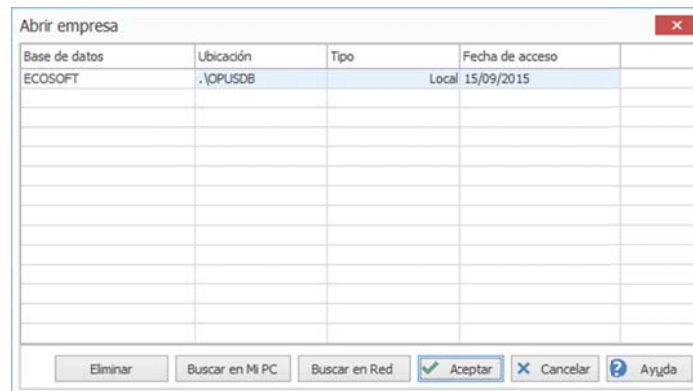 Abrir empresa
Base de datos Ubicación Tipo Fecha de acceso
ECOSOFT .\OPUSDB Local 15/09/2015
Eliminar Buscar en Mi PC Buscar en Red Aceptar Cancelar Ayuda